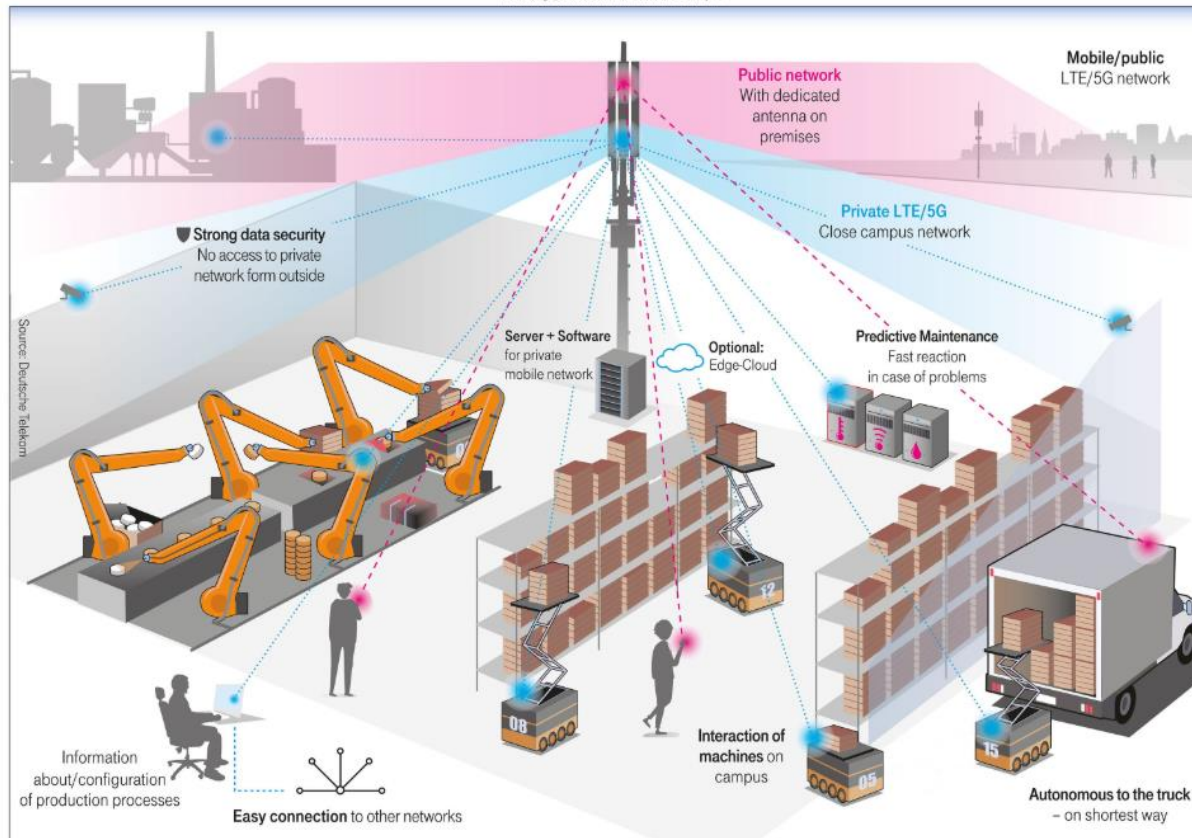 Mobile/public
LTE/5G network
Public network
With dedicated
antenna on
premises
Private LTE/5G
Close campus network
Strong data security
No access to private
network form outside
Server + Software
for private
mobile network
Optional:
Edge-Cloud
Predictive Maintenance
Fast reaction
in case of problems
Source: Deutsche Telekom
12
08
05
15
Interaction of
machines on
campus
Information
about/configuration
of production processes
Easy connection to other networks
Autonomous to the truck
– on shortest way